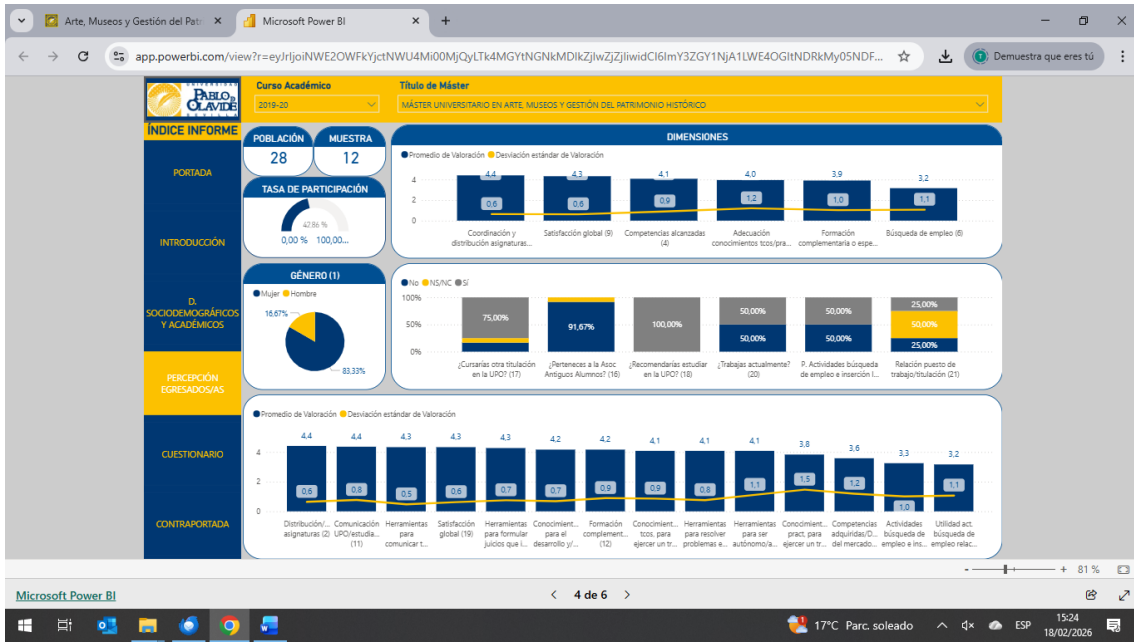 Arte, Museos y Gestión del Pat
Microsoft Power BI
app.powerbi.com/view?r=
Demuestra que eres tú
PABLO DE OLAVIDE
SEVILLA
Curso Académico
2019-20
Título de Máster
MÁSTER UNIVERSITARIO EN ARTE, MUSEOS Y GESTIÓN DEL PATRIMONIO HISTÓRICO
ÍNDICE INFORME
PORTADA
INTRODUCCIÓN
D.
SOCIODEMOGRÁFICOS
Y ACADÉMICOS
PERCEPCIÓN
EGRESADOS/AS
CUESTIONARIO
CONTRAPORTADA
POBLACIÓN
28
MUESTRA
12
TASA DE PARTICIPACIÓN
42,86 %
0,00 % 100,00...
GÉNERO (1)
Mujer Hombre
16,67%
83,33%
DIMENSIONES
Promedio de Valoración Desviación estándar de Valoración
4,4 4,3 4,1 4,0 3,9 3,2
0,6 0,6 0,9 1,2 1,0 1,1
4
2
0
Coordinación y
distribución asignaturas...
Satisfacción global (9)
Competencias alcanzadas
(4)
Adecuación
conocimientos tcos/pra...
Formación
complementaria o espe...
Búsqueda de empleo (6)
No NS/NC Sí
100%
50%
0%
75,00%
91,67%
100,00%
50,00%
50,00%
50,00%
50,00%
25,00%
50,00%
25,00%
¿Cursarías otra titulación
en la UPO? (17)
¿Perteneces a la Asoc
Antiguos Alumnos? (16)
¿Recomendarías estudiar
en la UPO? (18)
¿Trabajas actualmente?
(20)
P. Actividades búsqueda
de empleo e inserción l...
Relación puesto de
trabajo/titulación (21)
Promedio de Valoración Desviación estándar de Valoración
4,4 4,4 4,3 4,3 4,3 4,2 4,2 4,1 4,1 4,1 3,8 3,6 3,3 3,2
0,6 0,8 0,5 0,6 0,7 0,7 0,9 0,9 0,8 1,1 1,5 1,2 1,0 1,1
4
2
0
Distribución/...
asignaturas (2)
Comunicación
UPO/estudia...
(11)
Herramientas
para
comunicar t...
Satisfacción
global (19)
Herramientas
para formular
juicios que i...
Conocimient...
para el
desarrollo y/...
Formación
complement...
(12)
Conocimient...
tcos. para
ejercer un tr...
Herramientas
para resolver
problemas e...
Herramientas
para ser
autónomo/a...
Conocimient...
pract. para
ejercer un tr...
Competencias
adquiridas/D...
del mercado...
Actividades
búsqueda de
empleo e ins...
Utilidad act.
búsqueda de
empleo relac...
- + 81 %
Microsoft Power BI
4 de 6
17°C Parc. soleado
ESP
15:24
18/02/2026